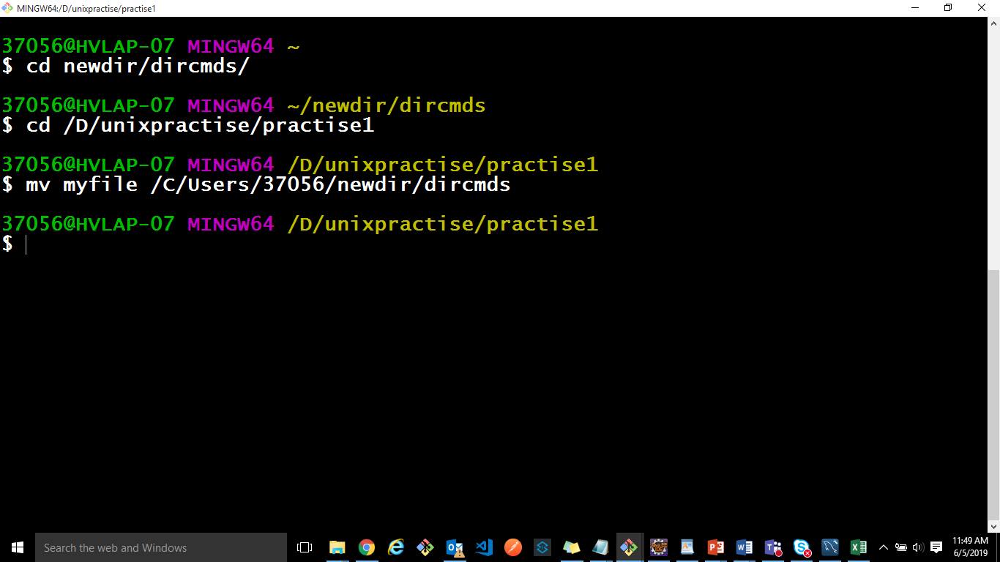 MINGW64:/D/unixpractise/practise1
37056@HVLAP-07 MINGW64 ~
$ cd newdir/dircmds/
37056@HVLAP-07 MINGW64 ~/newdir/dircmds
$ cd /D/unixpractise/practise1
37056@HVLAP-07 MINGW64 /D/unixpractise/practise1
$ mv myfile /C/Users/37056/newdir/dircmds
37056@HVLAP-07 MINGW64 /D/unixpractise/practise1
$
Search the web and Windows
11:49 AM
6/5/2019